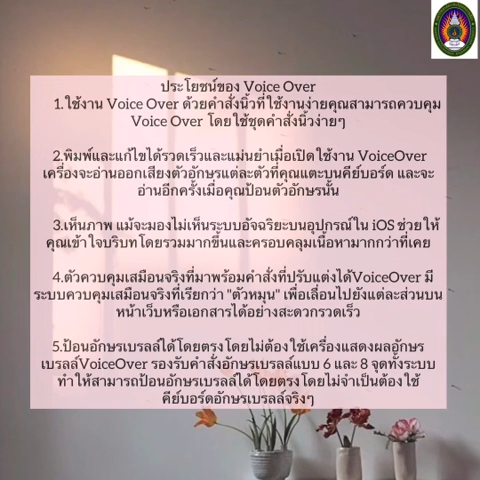 ประโยชน์ของ Voice Over
1.ใช้งาน Voice Over ด้วยคำสั่งนิ้วที่ใช้งานง่ายคุณสามารถควบคุม
Voice Over โดยใช้ชุดคำสั่งนิ้วง่ายๆ
2.พิมพ์และแก้ไขได้รวดเร็วและแม่นยำเมื่อเปิดใช้งาน VoiceOver
เครื่องจะอ่านออกเสียงตัวอักษรแต่ละตัวที่คุณแตะบนคีย์บอร์ด และจะ
อ่านอีกครั้งเมื่อคุณป้อนตัวอักษรนั้น
3.เห็นภาพ แม้จะมองไม่เห็นระบบอัจฉริยะบนอุปกรณ์ใน iOS ช่วยให้
คุณเข้าใจบริบทโดยรวมมากขึ้นและครอบคลุมเนื้อหามากกว่าที่เคย
4.ตัวควบคุมเสมือนจริงที่มาพร้อมคำสั่งที่ปรับแต่งได้VoiceOver มี
ระบบควบคุมเสมือนจริงที่เรียกว่า "ตัวหมุน" เพื่อเลื่อนไปยังแต่ละส่วนบน
หน้าเว็บหรือเอกสารได้อย่างสะดวกรวดเร็ว
5.ป้อนอักษรเบรลล์ได้โดยตรงโดยไม่ต้องใช้เครื่องแสดงผลอักษร
เบรลล์VoiceOver รองรับคำสั่งอักษรเบรลล์แบบ 6 และ 8 จุดทั้งระบบ
ทำให้สามารถป้อนอักษรเบรลล์ได้โดยตรงโดยไม่จำเป็นต้องใช้
คีย์บอร์ดอักษรเบรลล์จริงๆ